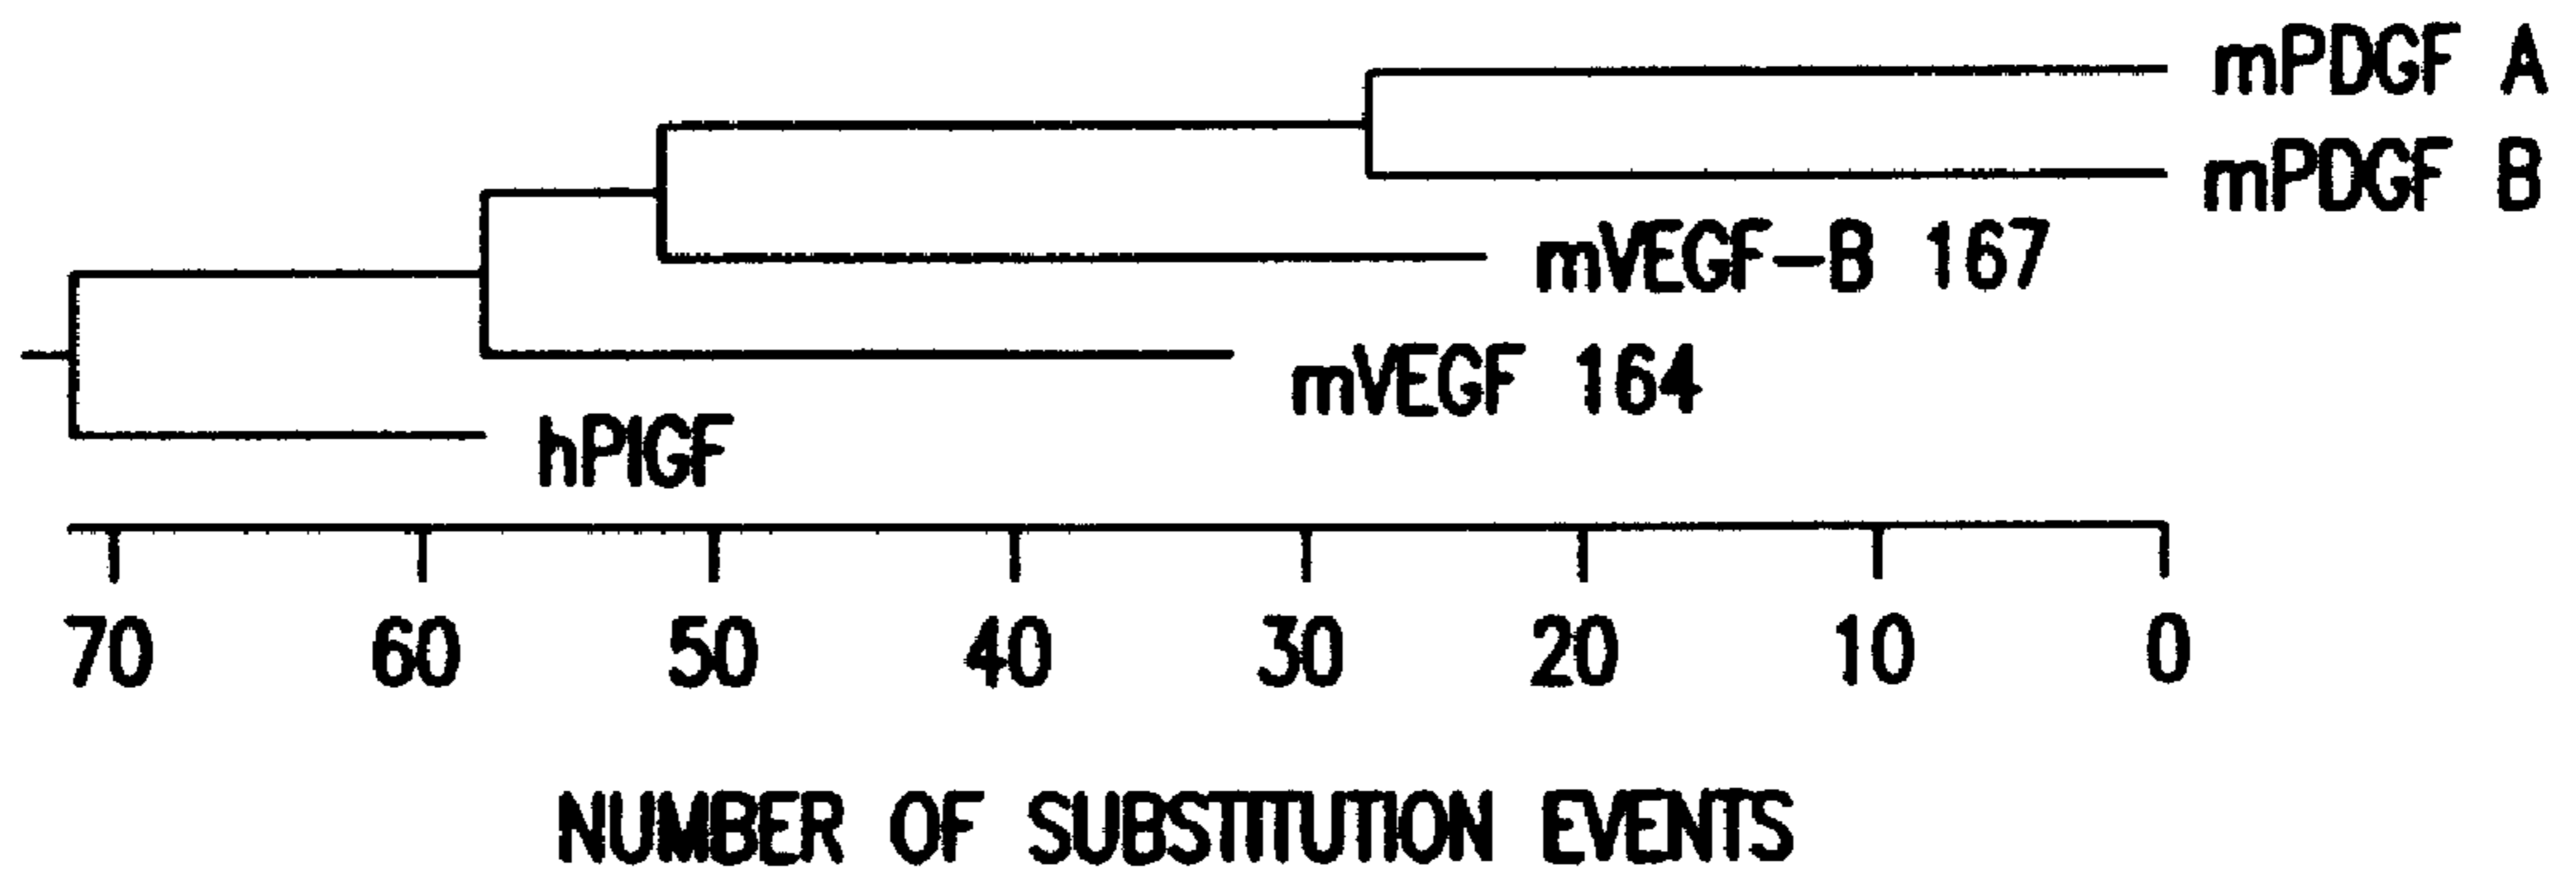 mPDGF A
mPDGF B
mVEGF-B 167
mVEGF 164
hPlGF
70 60 50 40 30 20 10 0
NUMBER OF SUBSTITUTION EVENTS